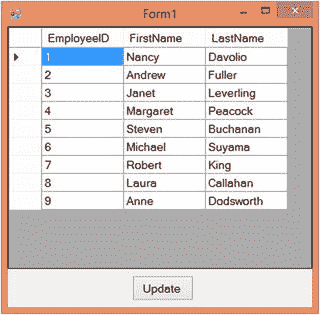 Form1
EmployeeID FirstName LastName
1 Nancy Davolio
2 Andrew Fuller
3 Janet Leverling
4 Margaret Peacock
5 Steven Buchanan
6 Michael Suyama
7 Robert King
8 Laura Callahan
9 Anne Dodsworth
Update